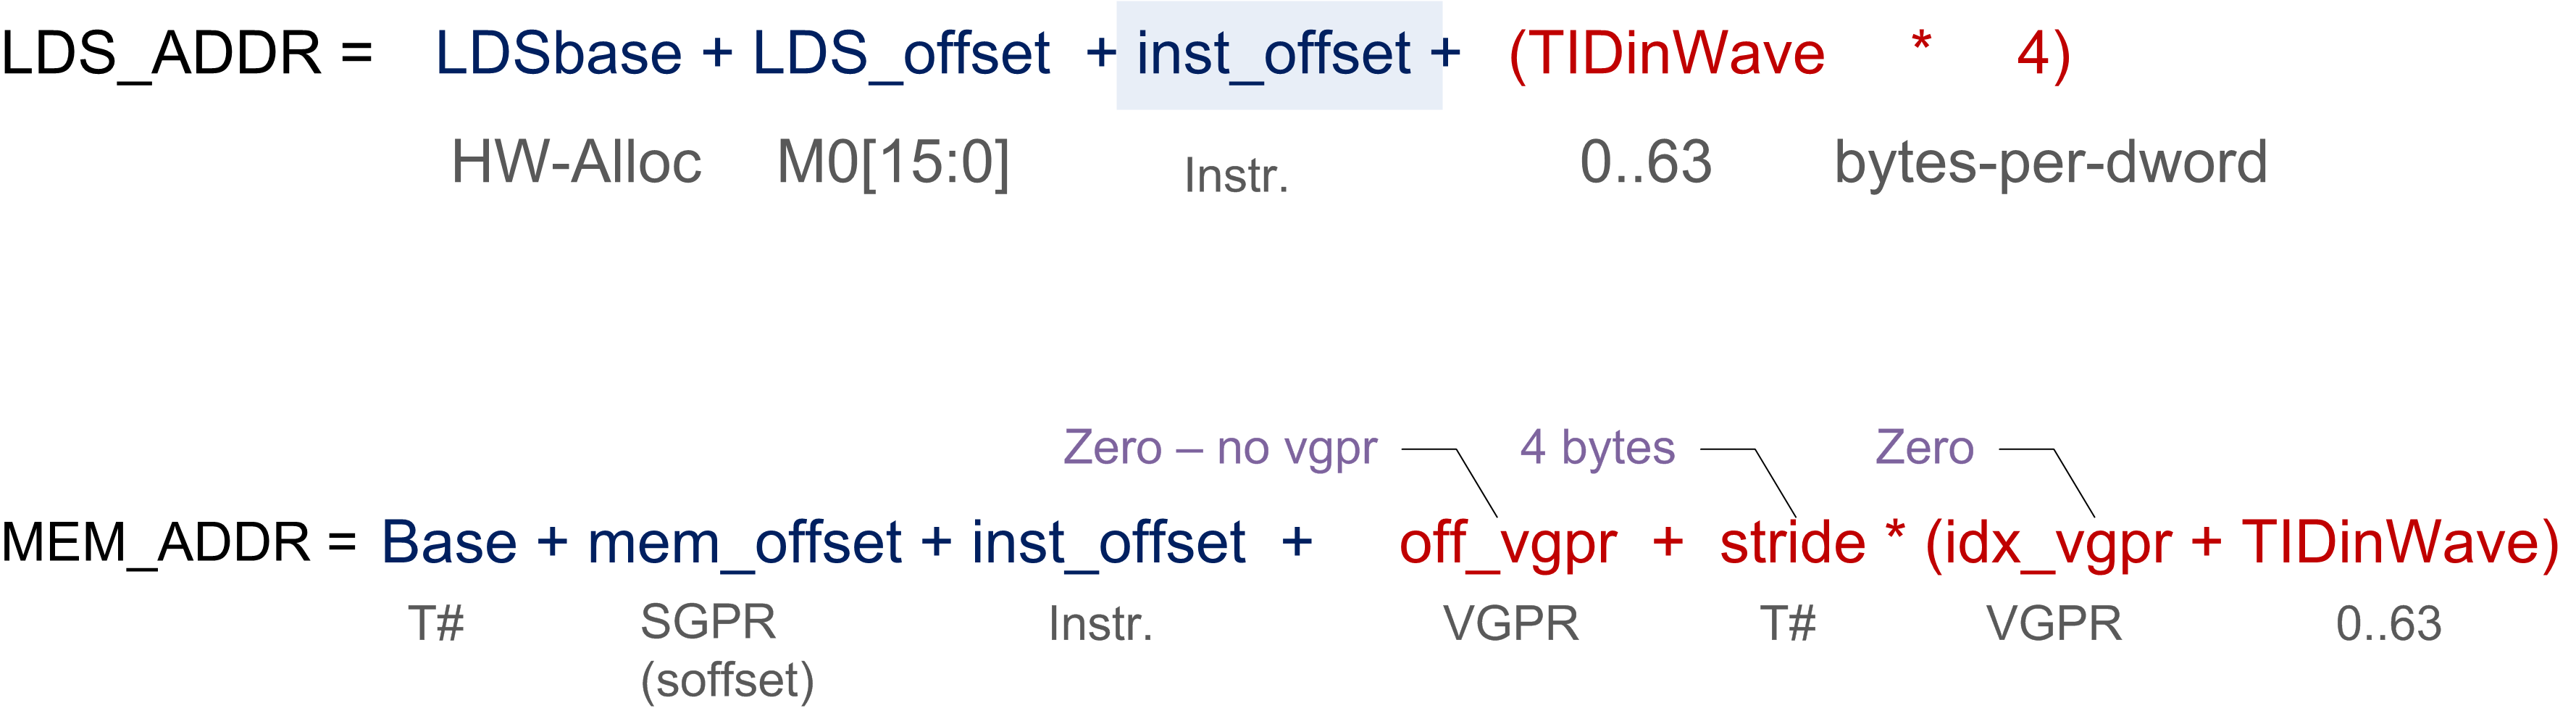 LDS_ADDR = LDSbase + LDS_offset + inst_offset + (TIDinWave * 4)
HW-Alloc M0[15:0] Instr. 0..63 bytes-per-dword
Zero – no vgpr 4 bytes Zero
MEM_ADDR = Base + mem_offset + inst_offset + off_vgpr + stride * (idx_vgpr + TIDinWave)
T# SGPR Instr. VGPR T# VGPR 0..63
(soffset)